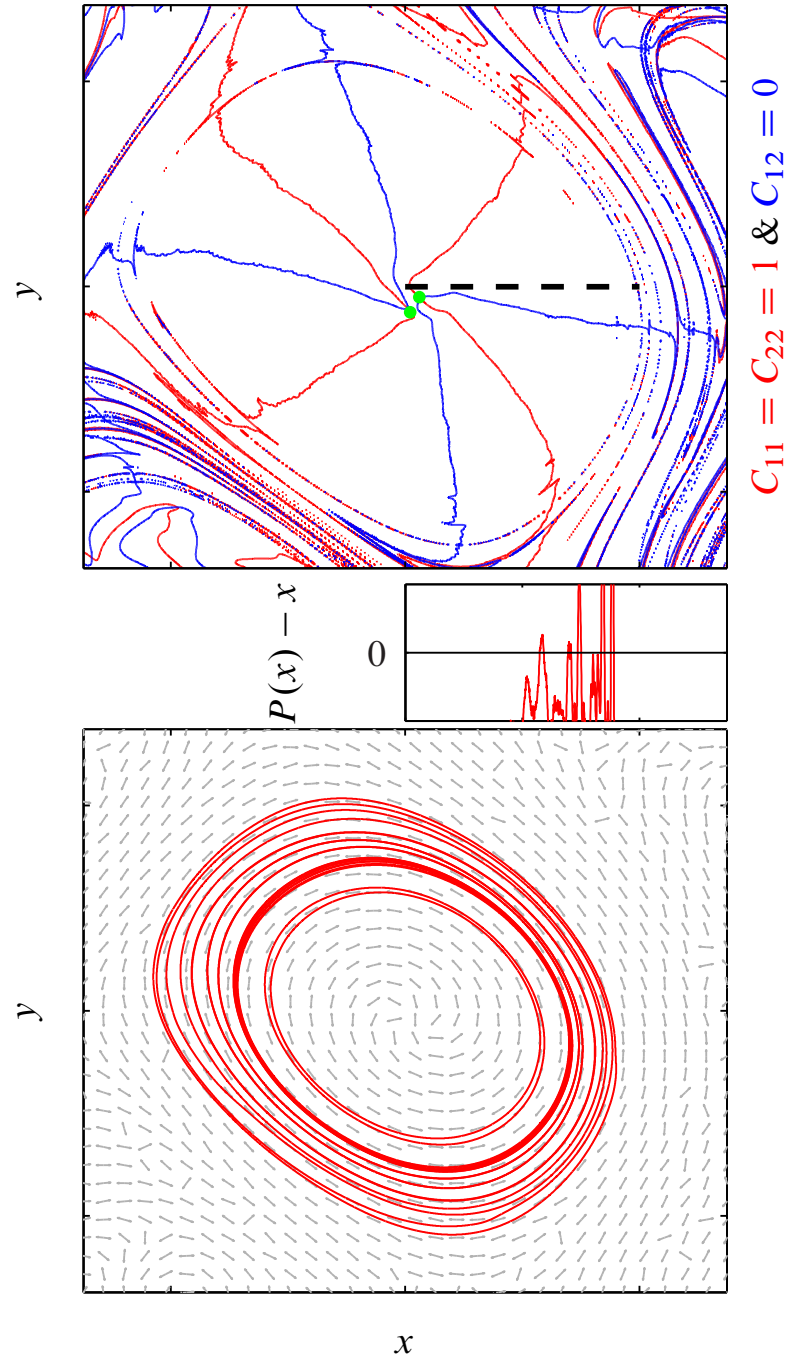 y
P(x) − x
0
y
x
C₁₁ = C₂₂ = 1 & C₁₂ = 0